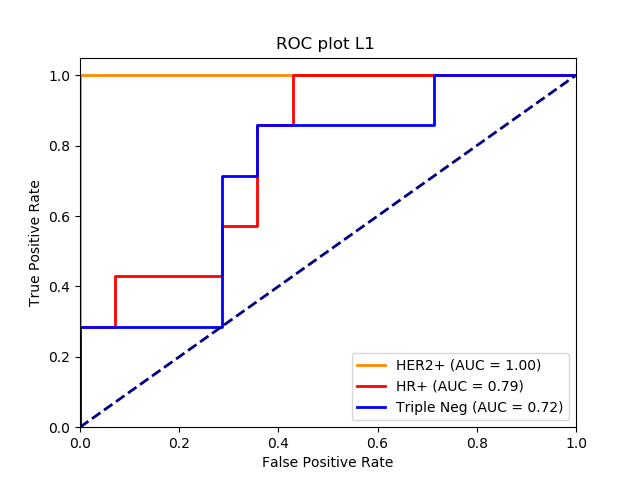 ROC plot L1
True Positive Rate
1.0
0.8
0.6
0.4
0.2
0.0
HER2+ (AUC = 1.00)
HR+ (AUC = 0.79)
Triple Neg (AUC = 0.72)
0.0 0.2 0.4 0.6 0.8 1.0
False Positive Rate